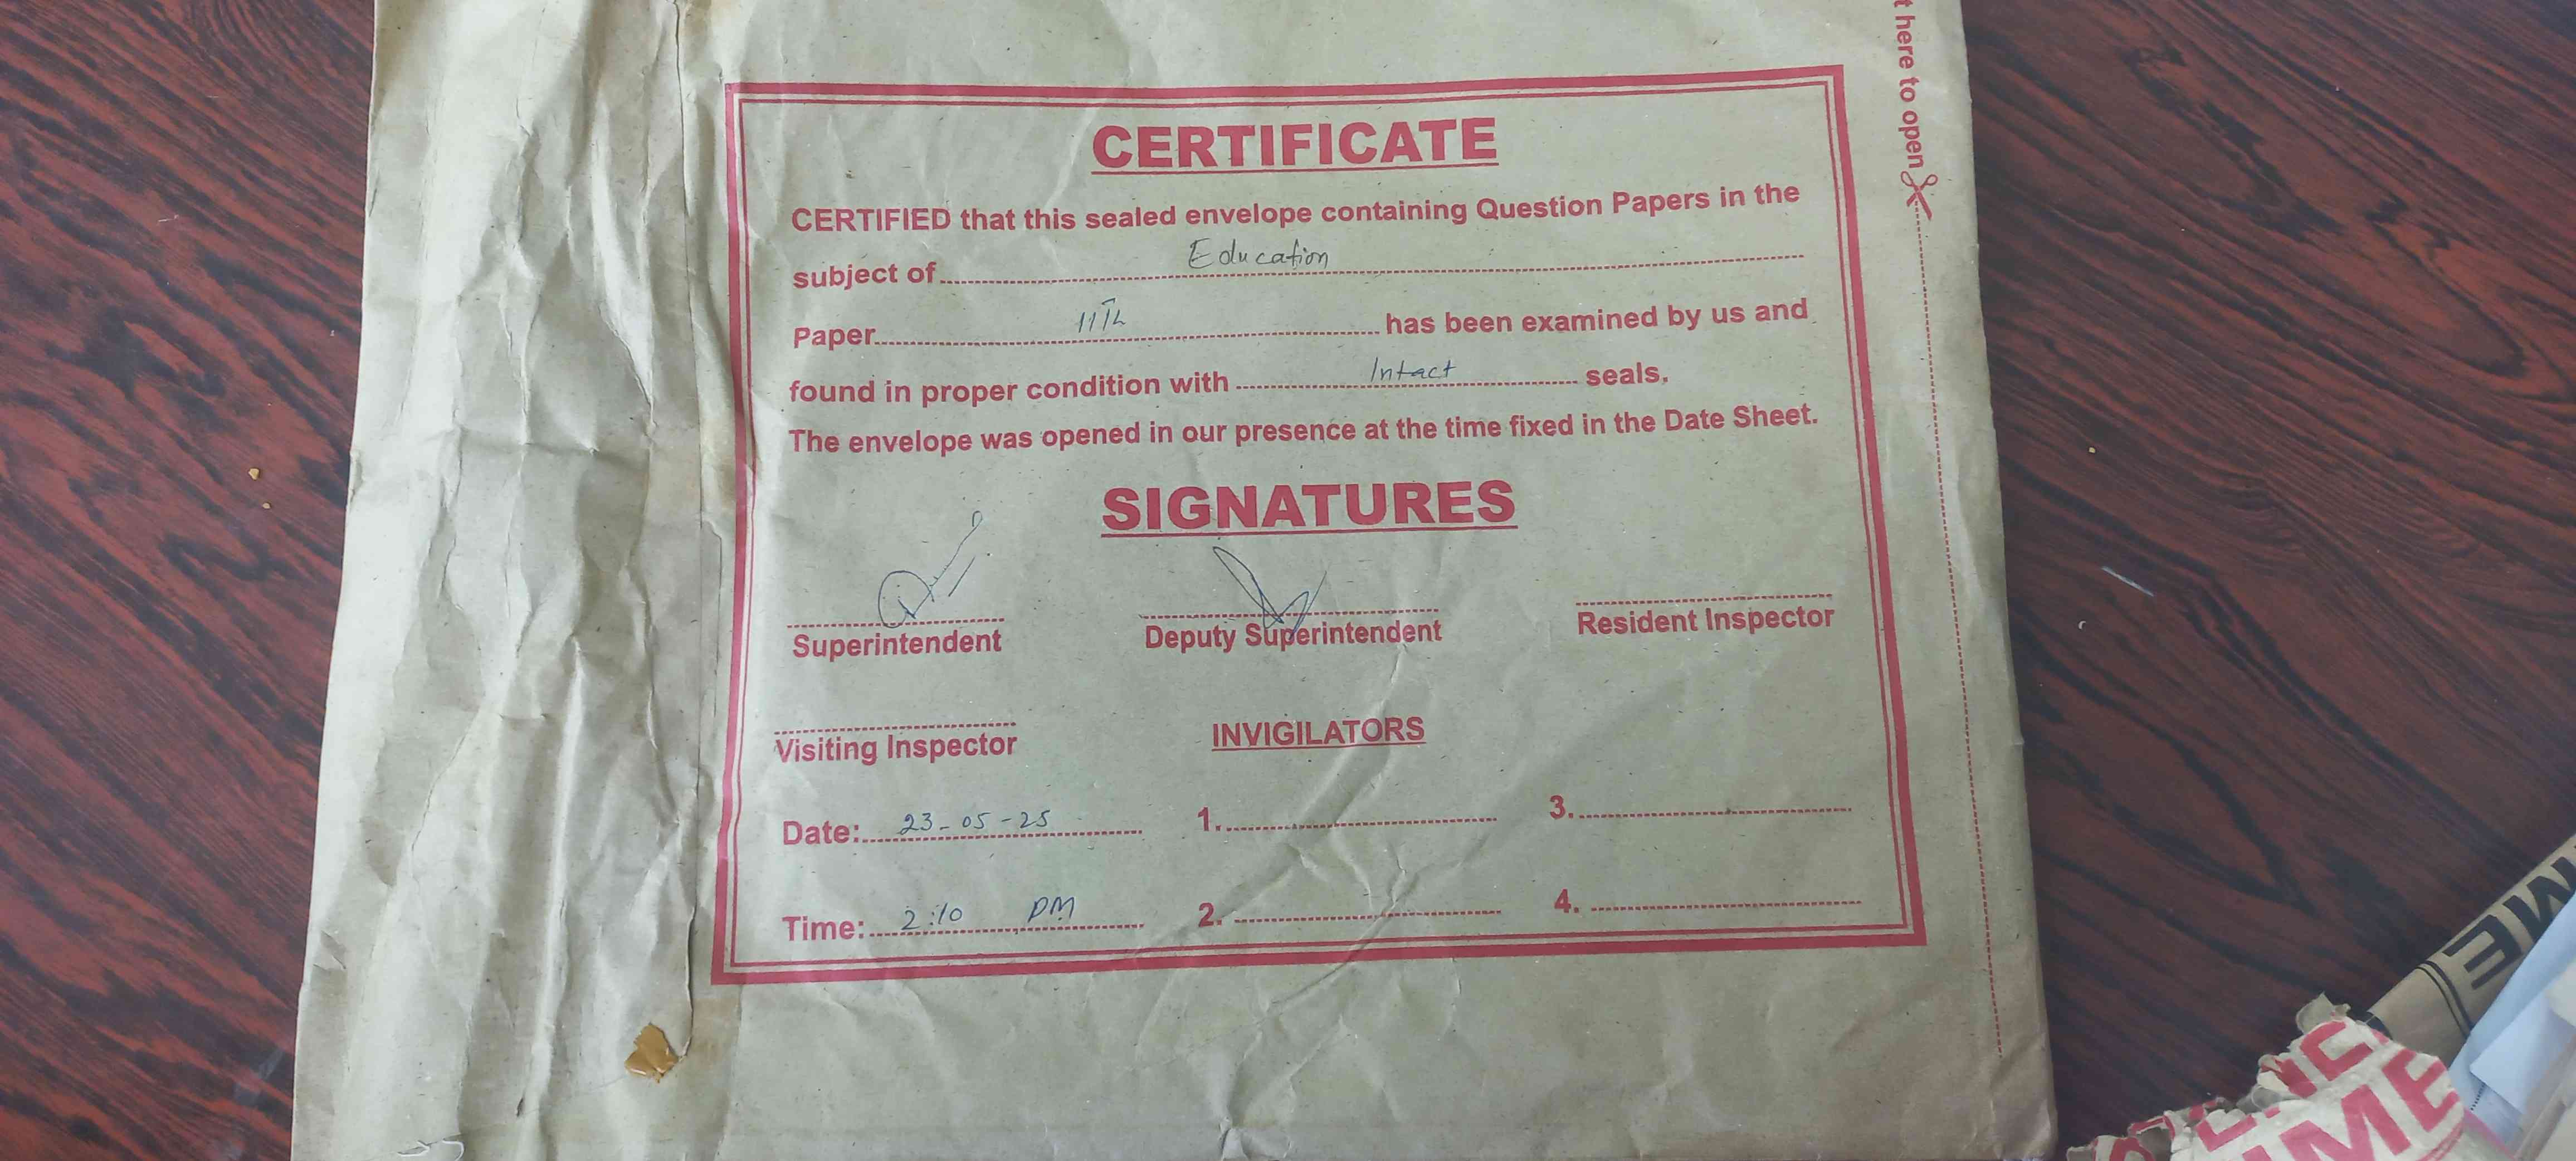 t here to open
CERTIFICATE
CERTIFIED that this sealed envelope containing Question Papers in the
subject of Education
Paper 11Th has been examined by us and
found in proper condition with Intact seals.
The envelope was opened in our presence at the time fixed in the Date Sheet.
SIGNATURES
Superintendent Deputy Superintendent Resident Inspector
Visiting Inspector INVIGILATORS
Date: 23-05-25 1. 3.
Time: 2:10 PM 2. 4.
ME